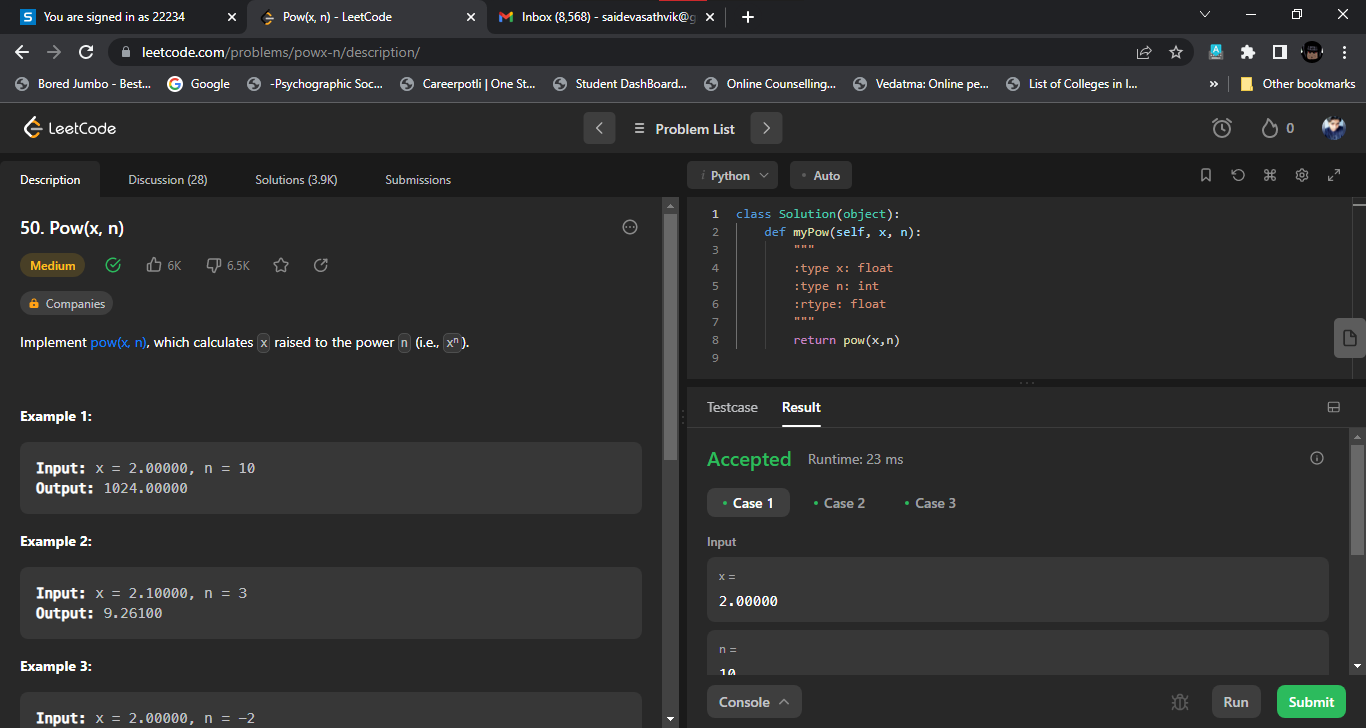 You are signed in as 22234
Pow(x, n) - LeetCode
Inbox (8,568) - saidevasathvik@g
leetcode.com/problems/powx-n/description/
Bored Jumbo - Best...
Google
-Psychographic Soc...
Careerpotli | One St...
Student DashBoard...
Online Counselling...
Vedatma: Online pe...
List of Colleges in I...
Other bookmarks
LeetCode
Problem List
0
Description
Discussion (28)
Solutions (3.9K)
Submissions
50. Pow(x, n)
Medium
6K
6.5K
Companies
Implement pow(x, n), which calculates x raised to the power n (i.e., xⁿ).
Example 1:
Input: x = 2.00000, n = 10
Output: 1024.00000
Example 2:
Input: x = 2.10000, n = 3
Output: 9.26100
Example 3:
Input: x = 2.00000, n = -2
i Python
Auto
1 class Solution(object):
2 def myPow(self, x, n):
3 """
4 :type x: float
5 :type n: int
6 :rtype: float
7 """
8 return pow(x,n)
9
Testcase
Result
Accepted
Runtime: 23 ms
Case 1
Case 2
Case 3
Input
x =
2.00000
n =
10
Console
Run
Submit